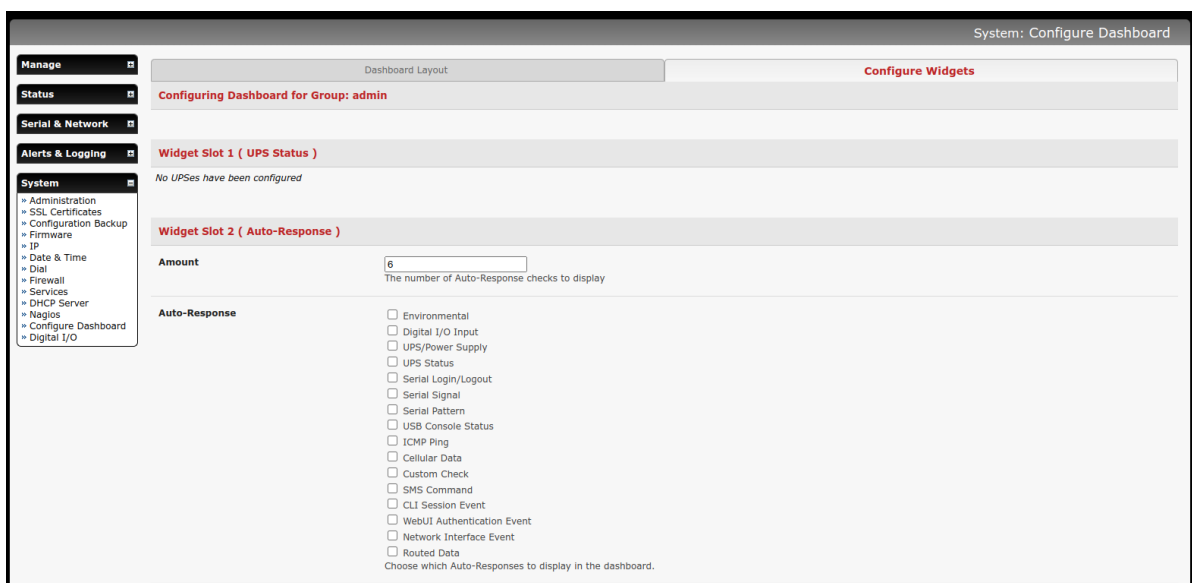 System: Configure Dashboard
Manage
Status
Serial & Network
Alerts & Logging
System
» Administration
» SSL Certificates
» Configuration Backup
» Firmware
» IP
» Date & Time
» Dial
» Firewall
» Services
» DHCP Server
» Nagios
» Configure Dashboard
» Digital I/O
Dashboard Layout
Configure Widgets
Configuring Dashboard for Group: admin
Widget Slot 1 ( UPS Status )
No UPSes have been configured
Widget Slot 2 ( Auto-Response )
Amount
6
The number of Auto-Response checks to display
Auto-Response
Environmental
Digital I/O Input
UPS/Power Supply
UPS Status
Serial Login/Logout
Serial Signal
Serial Pattern
USB Console Status
ICMP Ping
Cellular Data
Custom Check
SMS Command
CLI Session Event
WebUI Authentication Event
Network Interface Event
Routed Data
Choose which Auto-Responses to display in the dashboard.